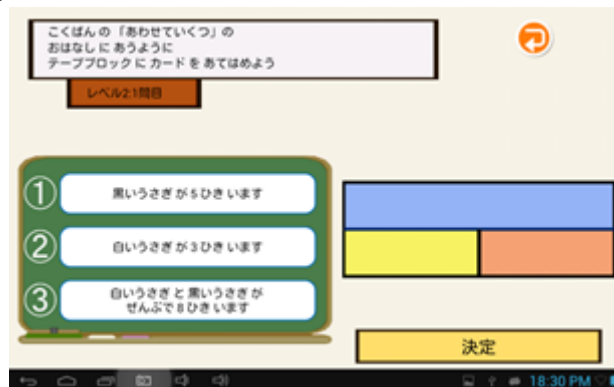 こくばん の 「あわせていくつ」 の
おはなし に あうように
テープブロック に カード を あてはめよう
レベル2:1問目
① 黒いうさぎ が 5 ひき います
② 白いうさぎ が 3 ひき います
③ 白いうさぎ と 黒いうさぎ が
ぜんぶで 8 ひき います
決定
18:30 PM